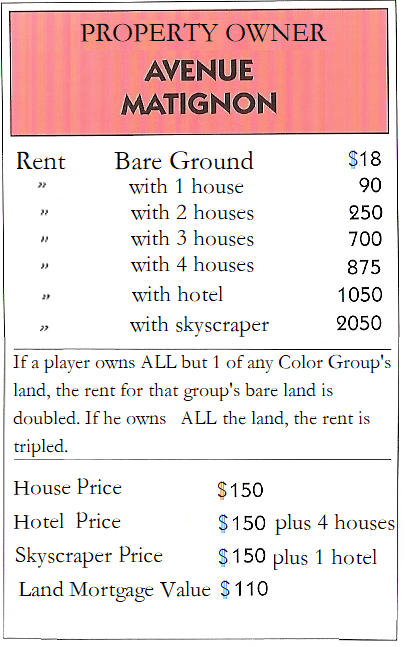 PROPERTY OWNER
AVENUE
MATIGNON
Rent Bare Ground $18
” with 1 house 90
” with 2 houses 250
” with 3 houses 700
” with 4 houses 875
” with hotel 1050
” with skyscraper 2050
If a player owns ALL but 1 of any Color Group's
land, the rent for that group's bare land is
doubled. If he owns ALL the land, the rent is
tripled.
House Price $150
Hotel Price $150 plus 4 houses
Skyscraper Price $150 plus 1 hotel
Land Mortgage Value $110